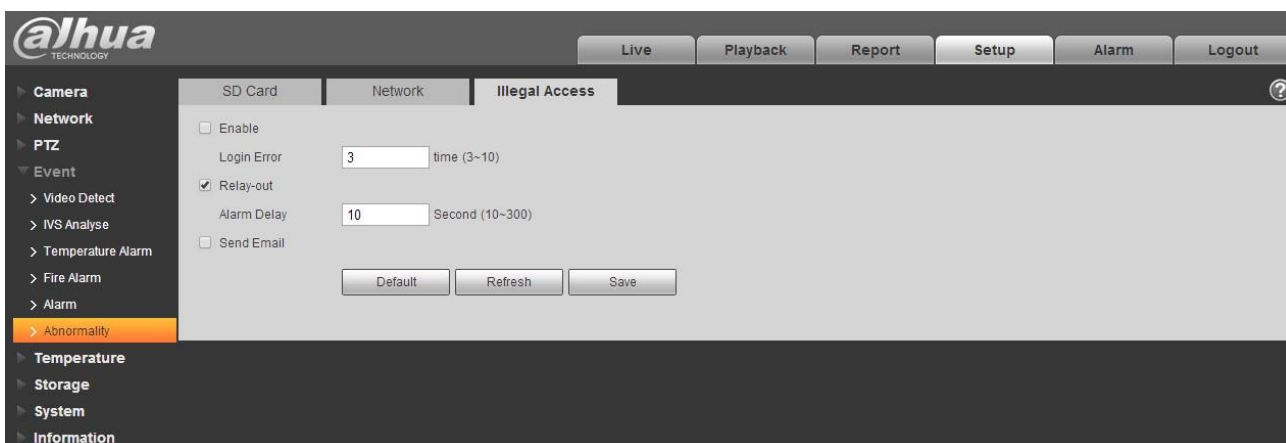 alhua
TECHNOLOGY
Live Playback Report Setup Alarm Logout
Camera
Network
PTZ
Event
> Video Detect
> IVS Analyse
> Temperature Alarm
> Fire Alarm
> Alarm
> Abnormality
Temperature
Storage
System
Information
SD Card Network Illegal Access ?
Enable
Login Error 3 time (3~10)
Relay-out
Alarm Delay 10 Second (10~300)
Send Email
Default Refresh Save